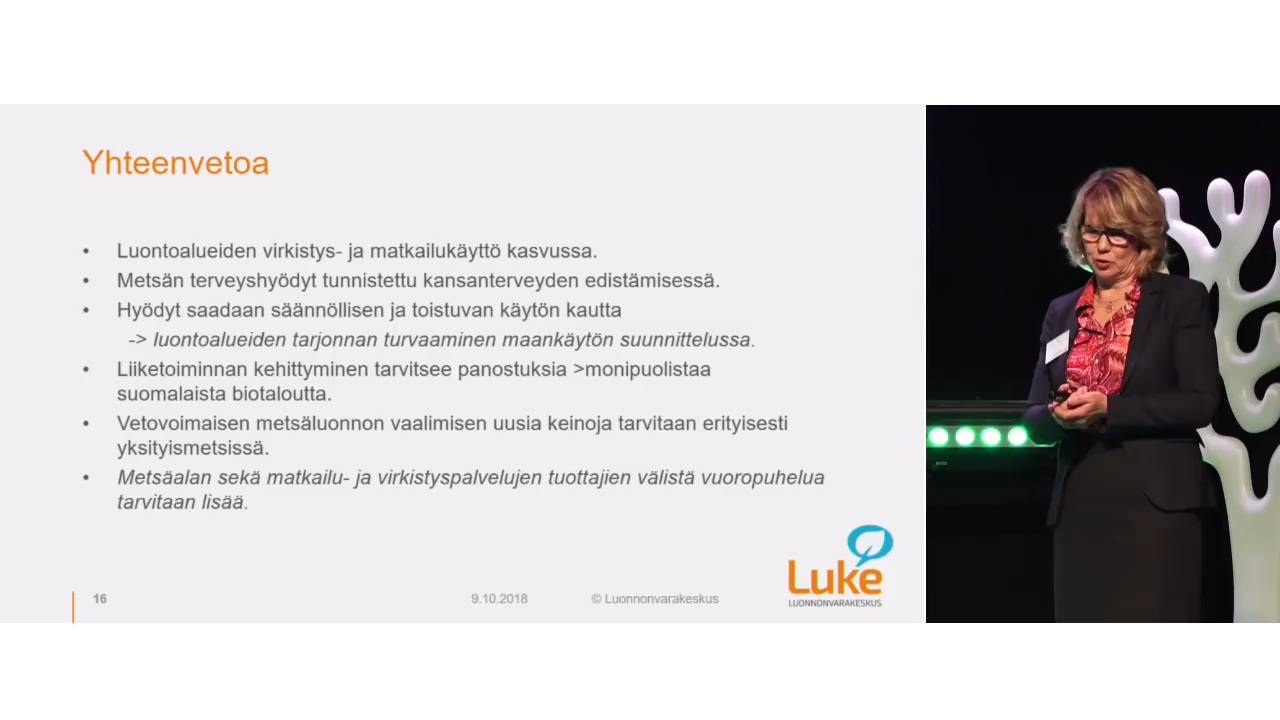 Yhteenvetoa
• Luontoalueiden virkistys- ja matkailukäyttö kasvussa.
• Metsän terveyshyödyt tunnistettu kansanterveyden edistämisessä.
• Hyödyt saadaan säännöllisen ja toistuvan käytön kautta
-> luontoalueiden tarjonnan turvaaminen maankäytön suunnittelussa.
• Liiketoiminnan kehittyminen tarvitsee panostuksia >monipuolistaa
suomalaista biotaloutta.
• Vetovoimaisen metsäluonnon vaalimisen uusia keinoja tarvitaan erityisesti
yksityismetsissä.
• Metsäalan sekä matkailu- ja virkistyspalvelujen tuottajien välistä vuoropuhelua
tarvitaan lisää.
Luke
LUONNONVARAKESKUS
16 9.10.2018 © Luonnonvarakeskus